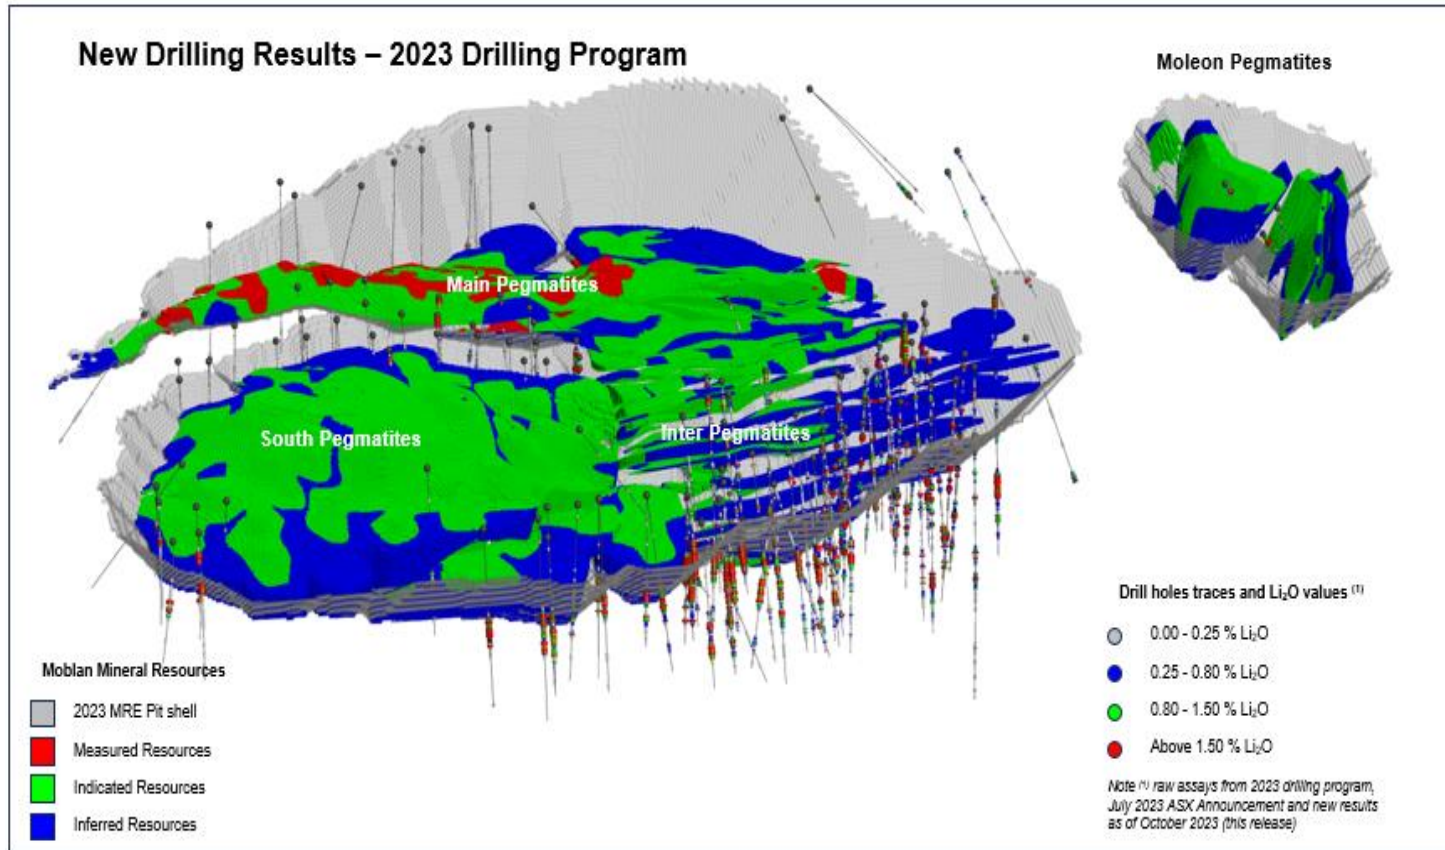 New Drilling Results – 2023 Drilling Program
Moleon Pegmatites
Main Pegmatites
South Pegmatites
Inter Pegmatites
Moblan Mineral Resources
2023 MRE Pit shell
Measured Resources
Indicated Resources
Inferred Resources
Drill holes traces and Li₂O values ⁽¹⁾
0.00 - 0.25 % Li₂O
0.25 - 0.80 % Li₂O
0.80 - 1.50 % Li₂O
Above 1.50 % Li₂O
Note ⁽¹⁾ raw assays from 2023 drilling program,
July 2023 ASX Announcement and new results
as of October 2023 (this release)